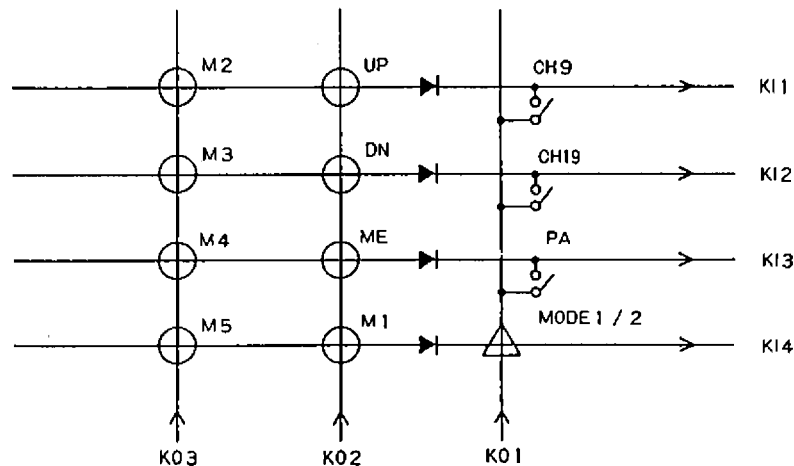 M2 UP CH9 KI1
M3 DN CH19 KI2
M4 ME PA KI3
M5 M1 MODE1 / 2 KI4
KO3 KO2 KO1